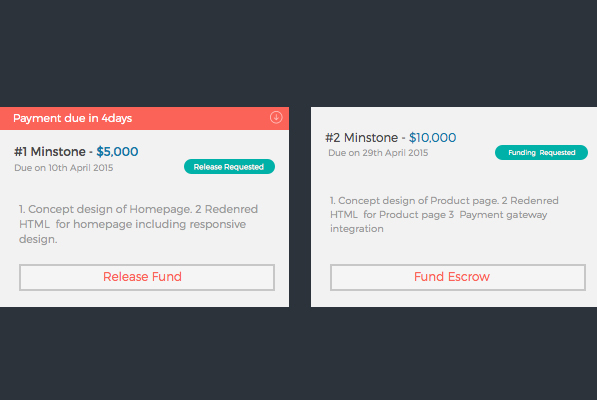 Payment due in 4days
#1 Minstone - $5,000
Due on 10th April 2015
Release Requested
1. Concept design of Homepage. 2 Redenred
HTML for homepage including responsive
design.
Release Fund
#2 Minstone - $10,000
Due on 29th April 2015
Funding Requested
1. Concept design of Product page. 2 Redenred
HTML for Product page 3 Payment gateway
integration
Fund Escrow